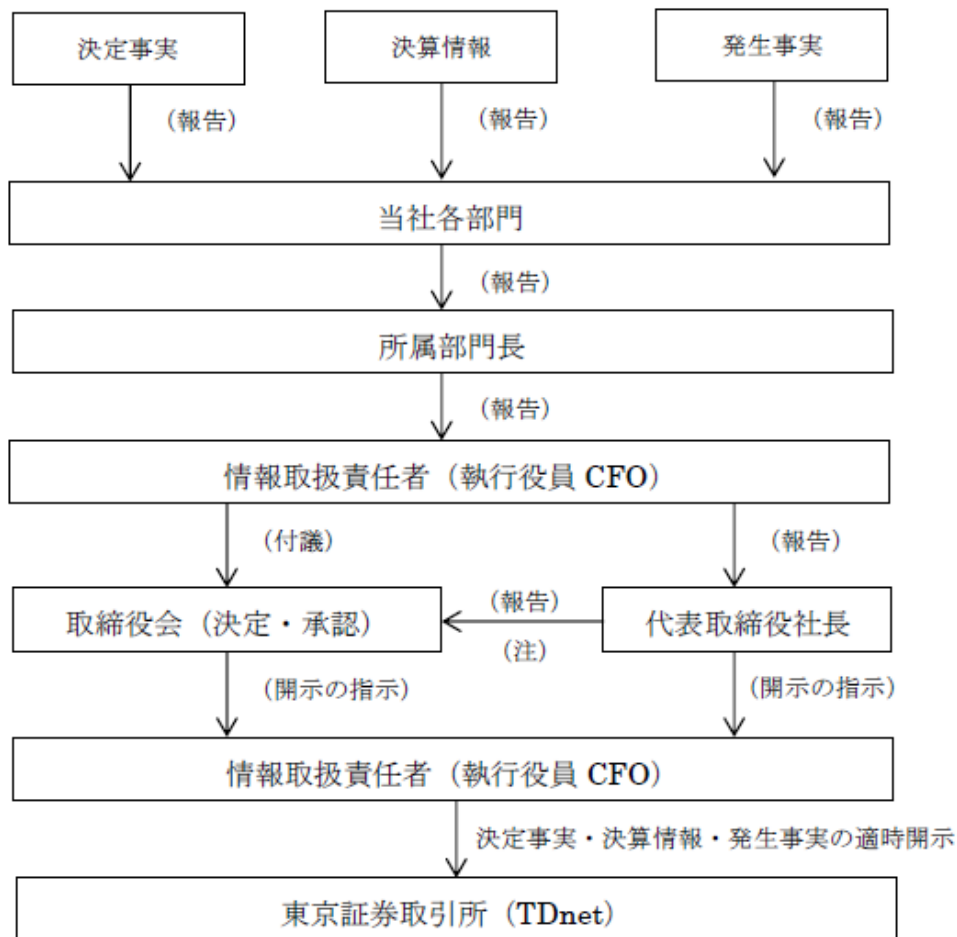 決定事実
決算情報
発生事実
（報告）
（報告）
（報告）
当社各部門
（報告）
所属部門長
（報告）
情報取扱責任者（執行役員 CFO）
（付議）
（報告）
取締役会（決定・承認）
（報告）
（注）
代表取締役社長
（開示の指示）
（開示の指示）
情報取扱責任者（執行役員 CFO）
決定事実・決算情報・発生事実の適時開示
東京証券取引所（TDnet）